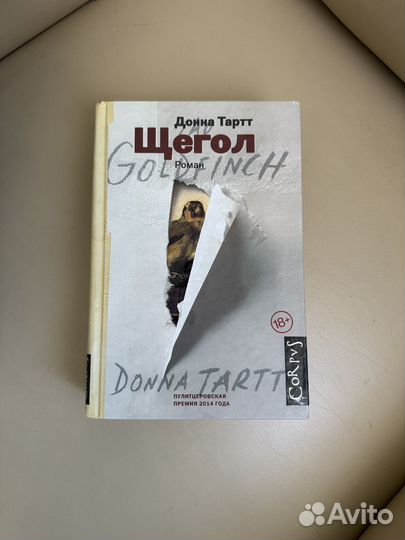 Донна Тартт
Щегол
THE
GOLDFINCH
Роман
18+
DONNA TARTT
CORPVS
ПУЛИТЦЕРОВСКАЯ
ПРЕМИЯ 2014 ГОДА
Avito